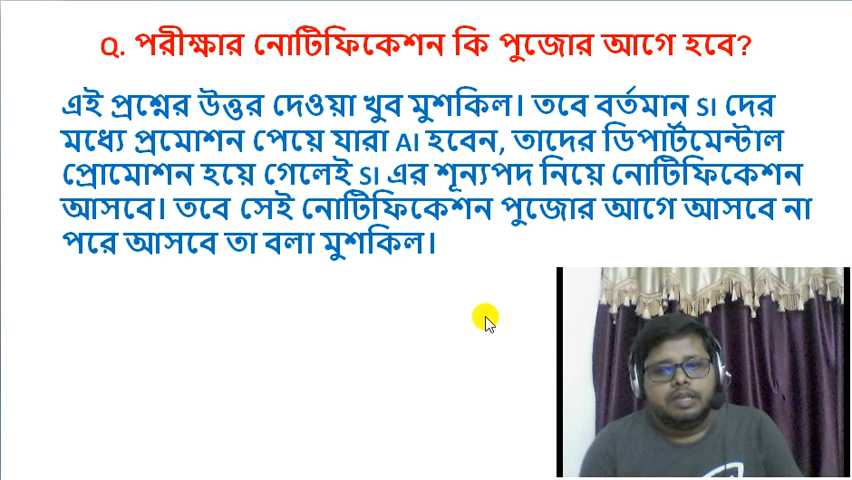 Q. পরীক্ষার নোটিফিকেশন কি পুজোর আগে হবে?
এই প্রশ্নের উত্তর দেওয়া খুব মুশকিল। তবে বর্তমান SI দের
মধ্যে প্রমোশন পেয়ে যারা AI হবেন, তাদের ডিপার্টমেন্টাল
প্রোমোশন হয়ে গেলেই SI এর শূন্যপদ নিয়ে নোটিফিকেশন
আসবে। তবে সেই নোটিফিকেশন পুজোর আগে আসবে না
পরে আসবে তা বলা মুশকিল।